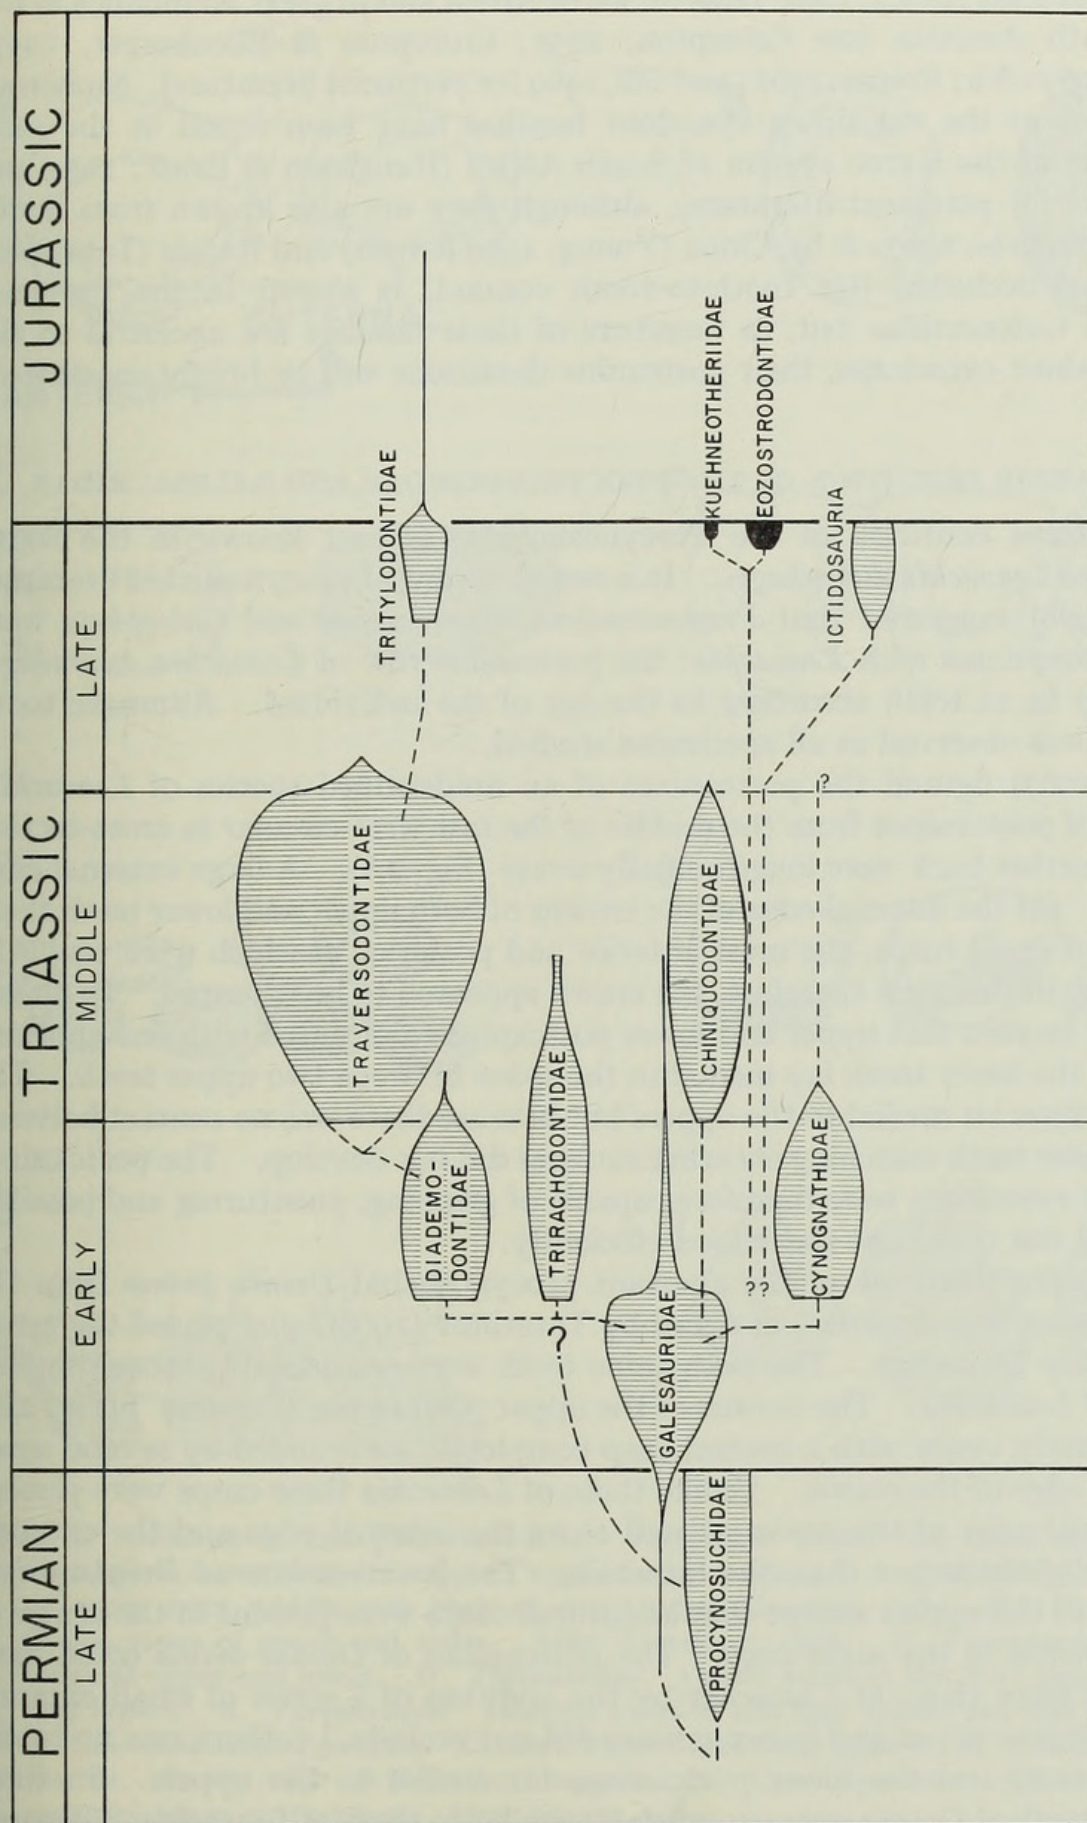 JURASSIC
TRIASSIC
PERMIAN
LATE
MIDDLE
EARLY
LATE
TRITYLODONTIDAE
KUEHNEOTHERIIDAE
EOZOSTRODONTIDAE
ICTIDOSAURIA
TRAVERSODONTIDAE
CHINIQUODONTIDAE
?
DIADEMO-
DONTIDAE
TRIRACHODONTIDAE
GALESAURIDAE
??
CYNOGNATHIDAE
?
PROCYNOSUCHIDAE